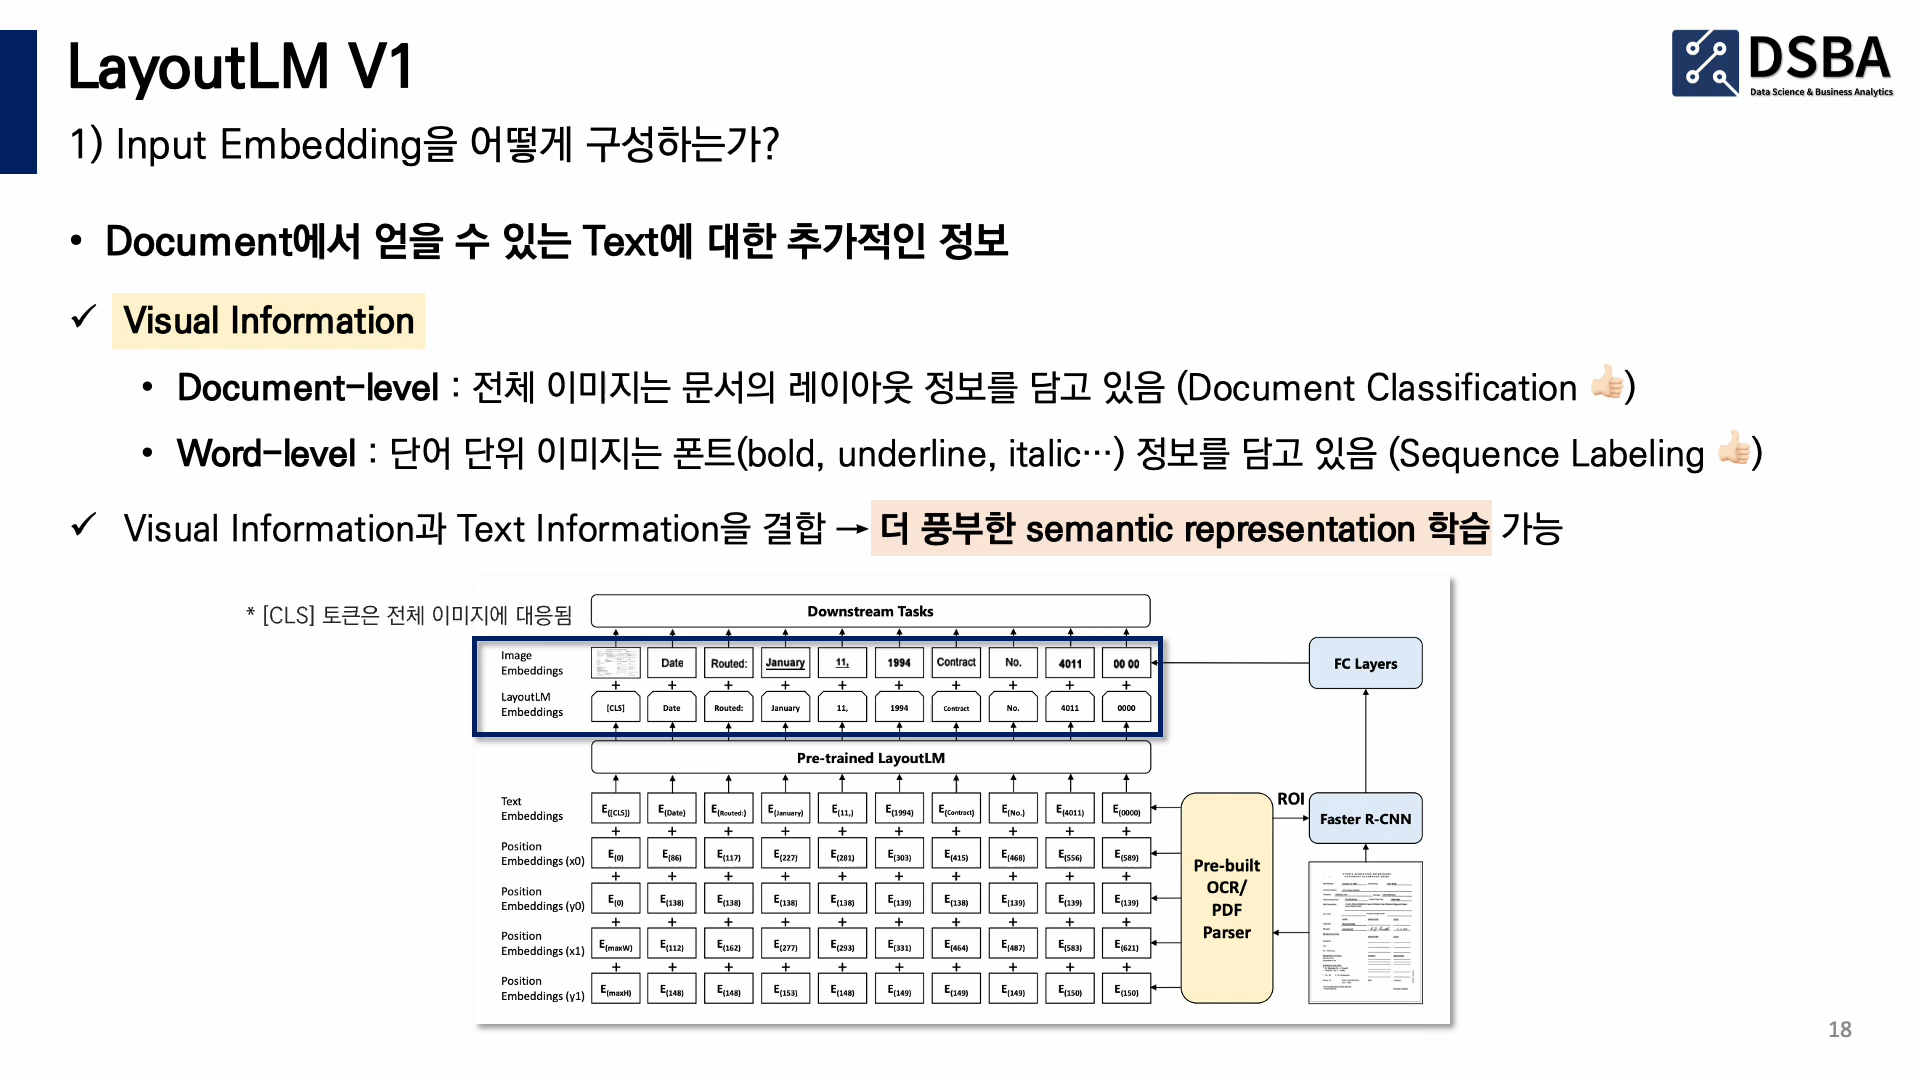 LayoutLM V1
DSBA
Data Science & Business Analytics
1) Input Embedding을 어떻게 구성하는가?
• Document에서 얻을 수 있는 Text에 대한 추가적인 정보
✓ Visual Information
• Document-level : 전체 이미지는 문서의 레이아웃 정보를 담고 있음 (Document Classification 👍🏻)
• Word-level : 단어 단위 이미지는 폰트(bold, underline, italic…) 정보를 담고 있음 (Sequence Labeling 👍🏻)
✓ Visual Information과 Text Information을 결합 → 더 풍부한 semantic representation 학습 가능
* [CLS] 토큰은 전체 이미지에 대응됨
Downstream Tasks
Image Embeddings
Date Routed: January 11, 1994 Contract No. 4011 00 00
+ + + + + + + + + +
LayoutLM Embeddings
[CLS] Date Routed: January 11, 1994 Contract No. 4011 0000
Pre-trained LayoutLM
Text Embeddings
E([CLS]) E(Date) E(Routed:) E(January) E(11,) E(1994) E(Contract) E(No.) E(4011) E(0000)
+ + + + + + + + + +
Position Embeddings (x0)
E(0) E(86) E(117) E(227) E(281) E(303) E(415) E(468) E(556) E(589)
+ + + + + + + + + +
Position Embeddings (y0)
E(0) E(138) E(138) E(138) E(138) E(139) E(138) E(139) E(139) E(139)
+ + + + + + + + + +
Position Embeddings (x1)
E(maxW) E(112) E(162) E(277) E(293) E(331) E(464) E(487) E(583) E(621)
+ + + + + + + + + +
Position Embeddings (y1)
E(maxH) E(148) E(148) E(153) E(148) E(149) E(149) E(149) E(150) E(150)
FC Layers
ROI
Faster R-CNN
Pre-built
OCR/
PDF
Parser
18